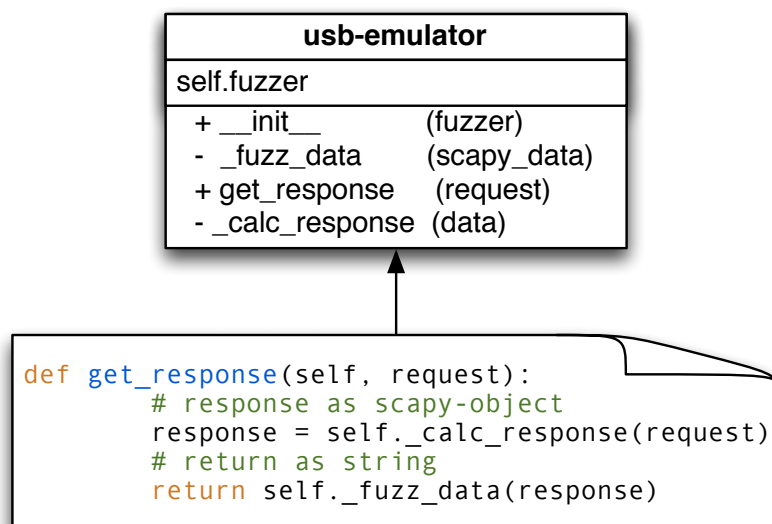 usb-emulator
self.fuzzer
+ __init__ (fuzzer)
- _fuzz_data (scapy_data)
+ get_response (request)
- _calc_response (data)
def get_response(self, request):
# response as scapy-object
response = self._calc_response(request)
# return as string
return self._fuzz_data(response)